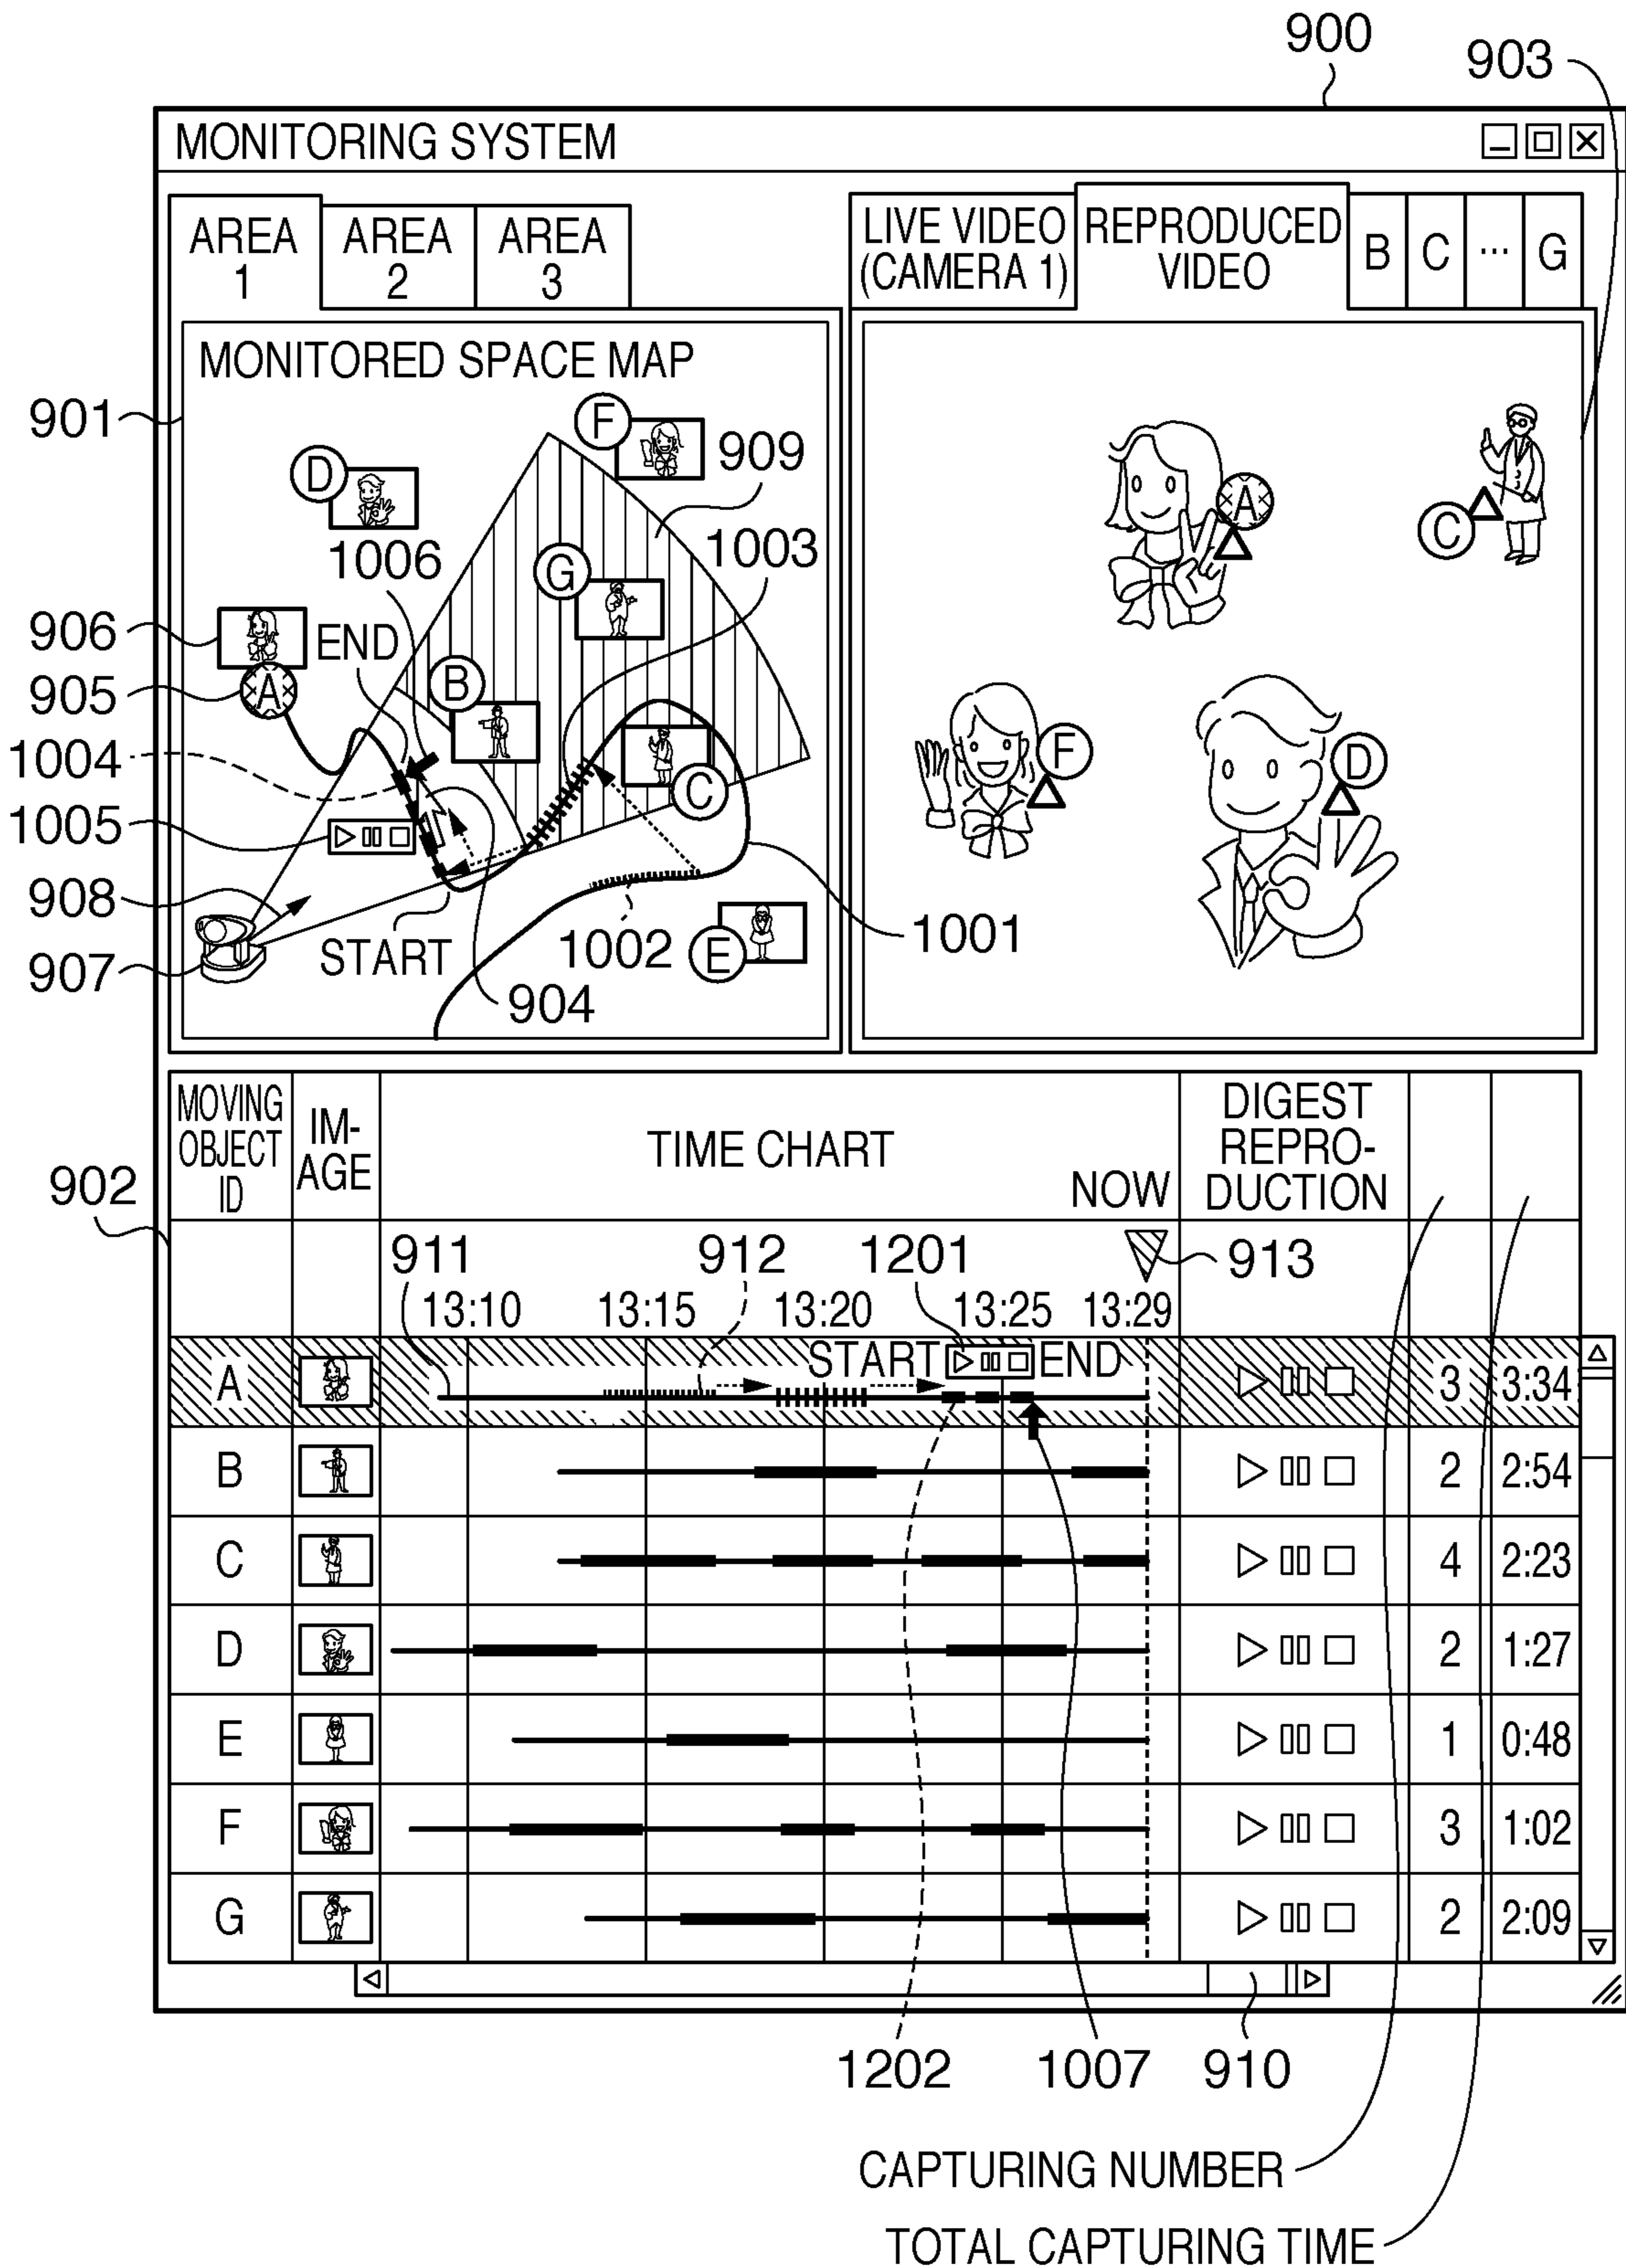 900
903
MONITORING SYSTEM
AREA 1
AREA 2
AREA 3
LIVE VIDEO (CAMERA 1)
REPRODUCED VIDEO
B
C
...
G
MONITORED SPACE MAP
901
F
909
D
1006
1003
G
906
END
B
905
A
1004
C
1005
908
907
START
1002
E
1001
904
A
C
F
D
MOVING OBJECT ID
IM-AGE
TIME CHART
NOW
DIGEST REPRO-DUCTION
902
911
912
1201
913
13:10
13:15
13:20
13:25
13:29
A
START
END
3
3:34
B
2
2:54
C
4
2:23
D
2
1:27
E
1
0:48
F
3
1:02
G
2
2:09
1202
1007
910
CAPTURING NUMBER
TOTAL CAPTURING TIME